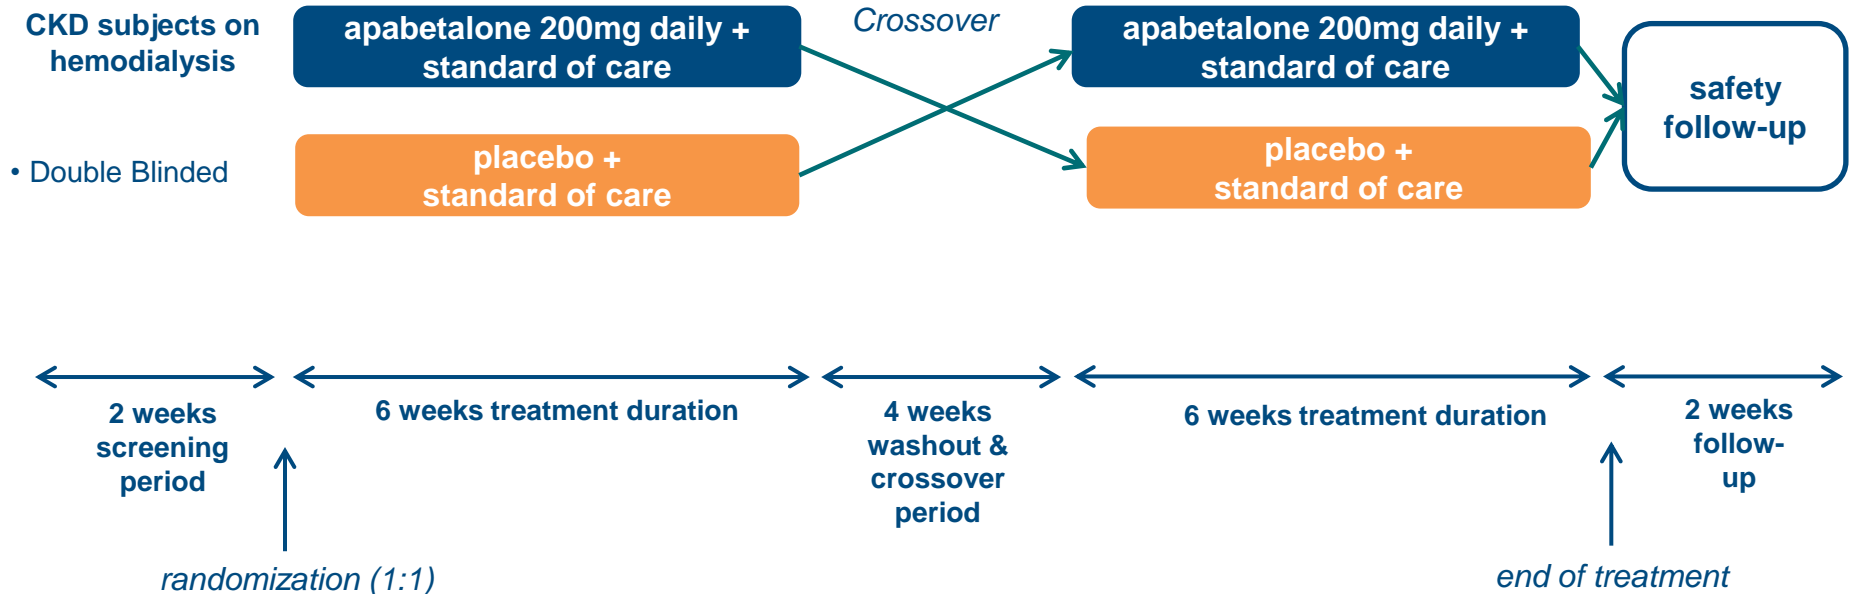 CKD subjects on
hemodialysis
• Double Blinded
apabetalone 200mg daily +
standard of care
placebo +
standard of care
Crossover
apabetalone 200mg daily +
standard of care
placebo +
standard of care
safety
follow-up
2 weeks
screening
period
6 weeks treatment duration
4 weeks
washout &
crossover
period
6 weeks treatment duration
2 weeks
follow-
up
randomization (1:1)
end of treatment